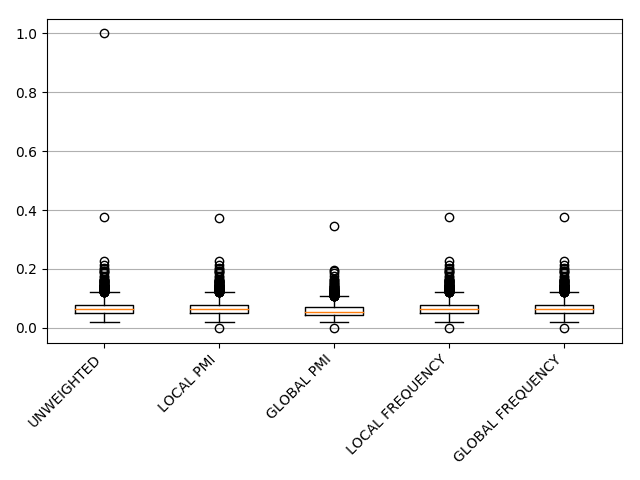 1.0
0.8
0.6
0.4
0.2
0.0
UNWEIGHTED
LOCAL PMI
GLOBAL PMI
LOCAL FREQUENCY
GLOBAL FREQUENCY